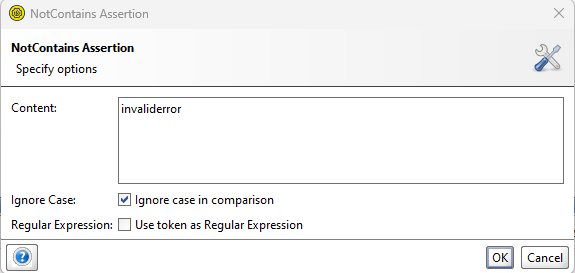 NotContains Assertion
NotContains Assertion
Specify options
Content:
invaliderror
Ignore Case: Ignore case in comparison
Regular Expression: Use token as Regular Expression
OK Cancel